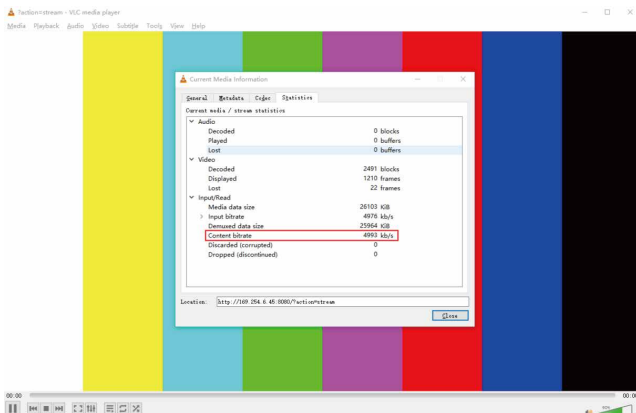 ?action=stream - VLC media player
Media Playback Audio Video Subtitle Tools View Help
Current Media Information
General Metadata Codec Statistics
Current media / stream statistics
Audio
Decoded 0 blocks
Played 0 buffers
Lost 0 buffers
Video
Decoded 2491 blocks
Displayed 1210 frames
Lost 22 frames
Input/Read
Media data size 26103 KiB
Input bitrate 4976 kb/s
Demuxed data size 25964 KiB
Content bitrate 4993 kb/s
Discarded (corrupted) 0
Dropped (discontinued) 0
Location: http://169.254.6.45:8080/?action=stream
Close
00:00 00:00